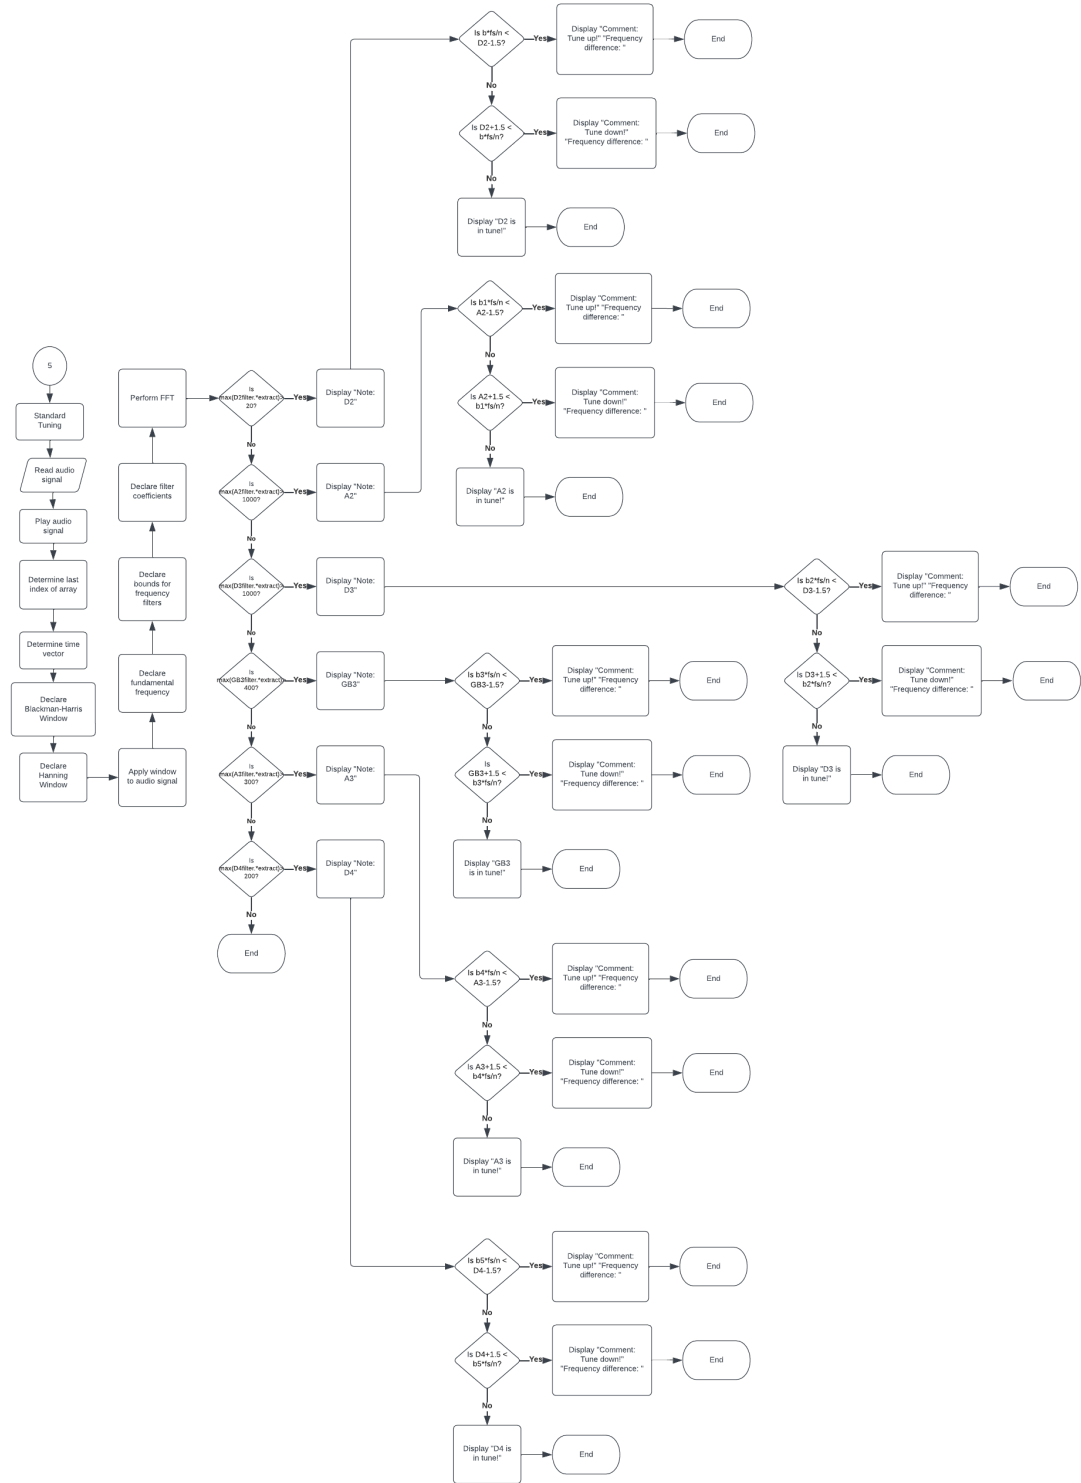 5
Standard
Tuning
Read audio
signal
Play audio
signal
Determine last
index of array
Determine time
vector
Declare
Blackman-Harris
Window
Declare
Hanning
Window
Apply window
to audio signal
Declare
fundamental
frequency
Declare
bounds for
frequency
filters
Declare filter
coefficients
Perform FFT
Is
max(D2filter.*extract)>
20?
Yes
No
Display "Note:
D2"
Is b*fs/n <
D2-1.5?
Yes
No
Display "Comment:
Tune up!" "Frequency
difference: "
End
Is D2+1.5 <
b*fs/n?
Yes
No
Display "Comment:
Tune down!"
"Frequency difference: "
End
Display "D2 is
in tune!"
End
Is
max(A2filter.*extract)>
1000?
Yes
No
Display "Note:
A2"
Is b1*fs/n <
A2-1.5?
Yes
No
Display "Comment:
Tune up!" "Frequency
difference: "
End
Is A2+1.5 <
b1*fs/n?
Yes
No
Display "Comment:
Tune down!"
"Frequency difference: "
End
Display "A2 is
in tune!"
End
Is
max(D3filter.*extract)>
1000?
Yes
No
Display "Note:
D3"
Is b2*fs/n <
D3-1.5?
Yes
No
Display "Comment:
Tune up!" "Frequency
difference: "
End
Is D3+1.5 <
b2*fs/n?
Yes
No
Display "Comment:
Tune down!"
"Frequency difference: "
End
Display "D3 is
in tune!"
End
Is
max(GB3filter.*extract)>
400?
Yes
No
Display "Note:
GB3"
Is b3*fs/n <
GB3-1.5?
Yes
No
Display "Comment:
Tune up!" "Frequency
difference: "
End
Is
GB3+1.5 <
b3*fs/n?
Yes
No
Display "Comment:
Tune down!"
"Frequency difference: "
End
Display "GB3
is in tune!"
End
Is
max(A3filter.*extract)>
300?
Yes
No
Display "Note:
A3"
Is b4*fs/n <
A3-1.5?
Yes
No
Display "Comment:
Tune up!" "Frequency
difference: "
End
Is A3+1.5 <
b4*fs/n?
Yes
No
Display "Comment:
Tune down!"
"Frequency difference: "
End
Display "A3 is
in tune!"
End
Is
max(D4filter.*extract)>
200?
Yes
No
End
Display "Note:
D4"
Is b5*fs/n <
D4-1.5?
Yes
No
Display "Comment:
Tune up!" "Frequency
difference: "
End
Is D4+1.5 <
b5*fs/n?
Yes
No
Display "Comment:
Tune down!"
"Frequency difference: "
End
Display "D4 is
in tune!"
End